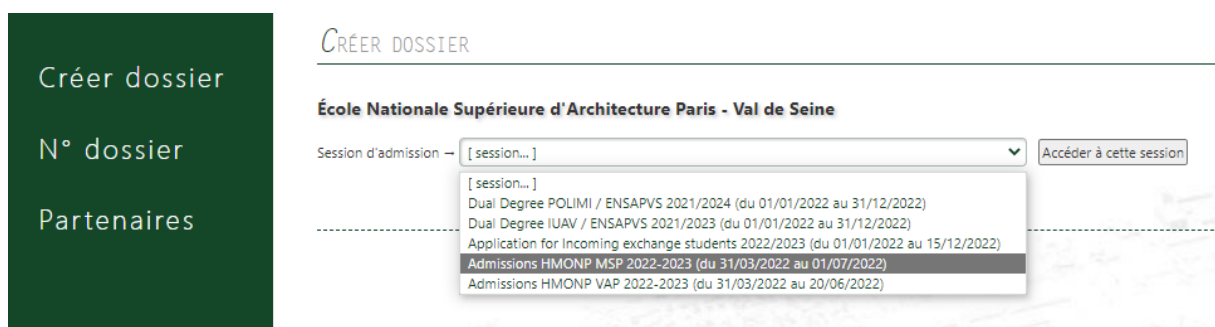 Créer dossier
N° dossier
Partenaires
CRÉER DOSSIER
École Nationale Supérieure d'Architecture Paris - Val de Seine
Session d'admission → [ session... ] Accéder à cette session
[ session... ]
Dual Degree POLIMI / ENSAPVS 2021/2024 (du 01/01/2022 au 31/12/2022)
Dual Degree IUAV / ENSAPVS 2021/2023 (du 01/01/2022 au 31/12/2022)
Application for Incoming exchange students 2022/2023 (du 01/01/2022 au 15/12/2022)
Admissions HMONP MSP 2022-2023 (du 31/03/2022 au 01/07/2022)
Admissions HMONP VAP 2022-2023 (du 31/03/2022 au 20/06/2022)